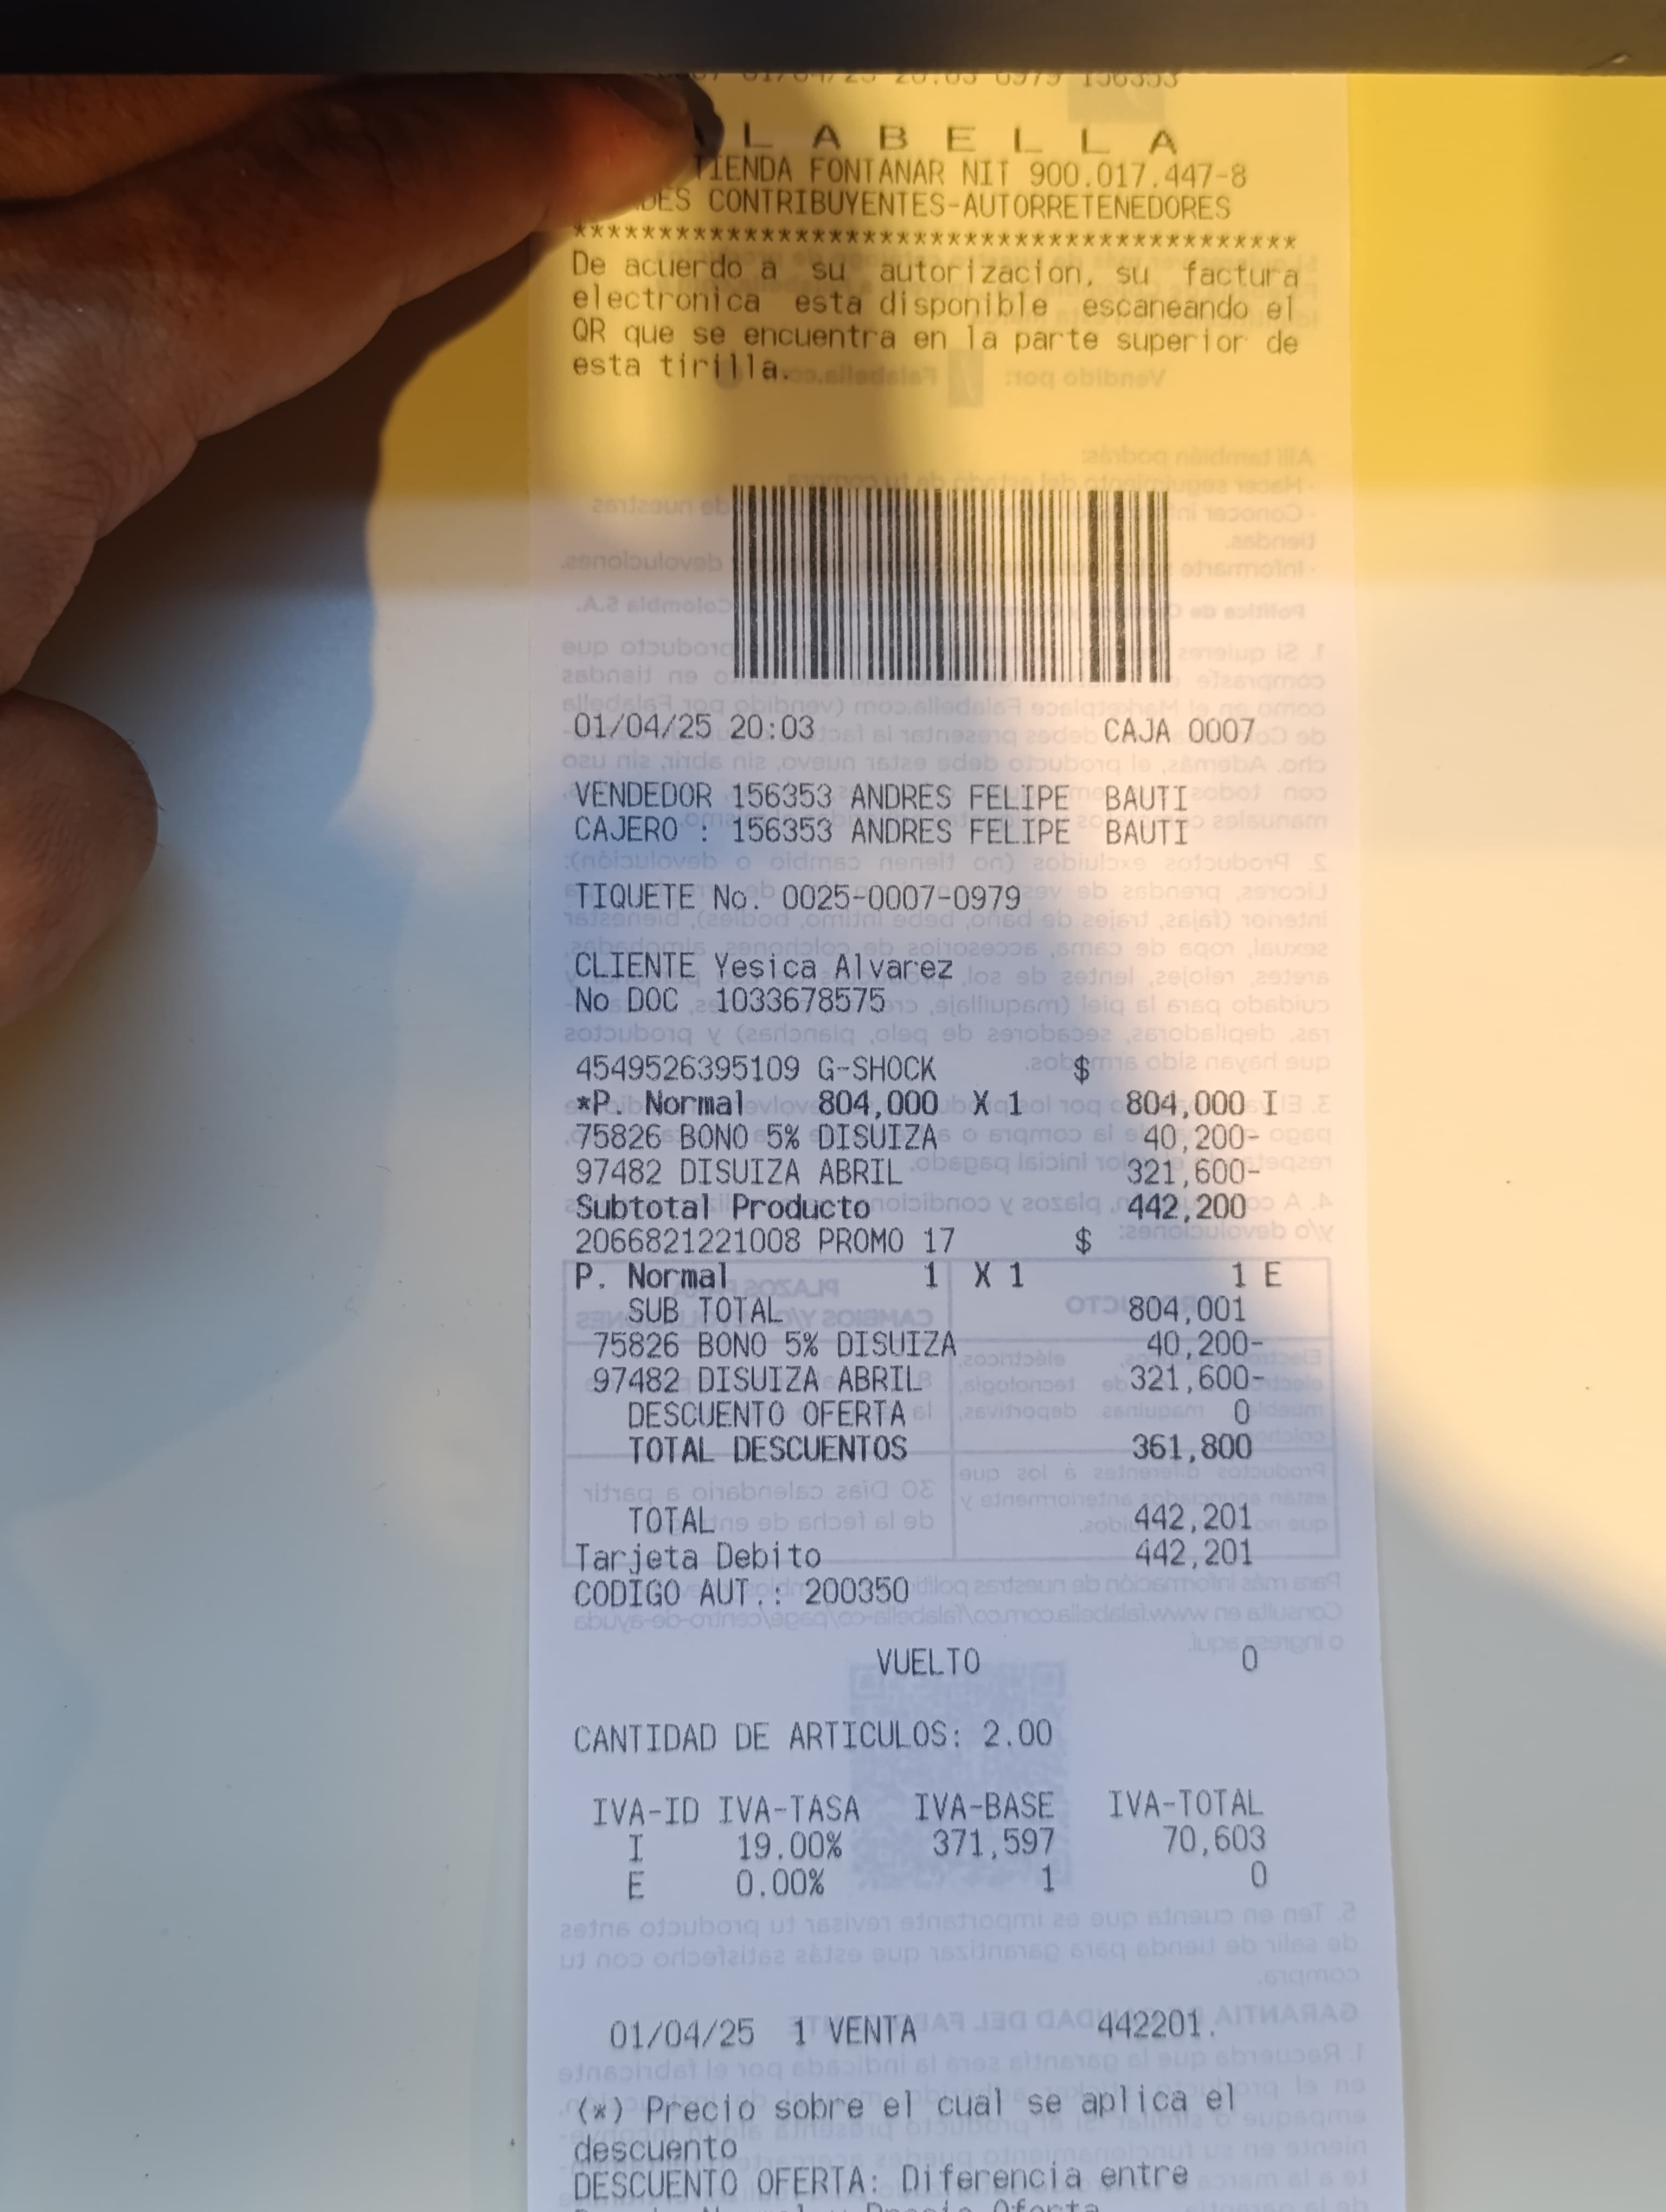 01/04/25 20:03 0979 156353
L A B E L L A
TIENDA FONTANAR NIT 900.017.447-8
CONTRIBUYENTES-AUTORRETENEDORES
******************************************
De acuerdo a su autorizacion, su factura
electronica esta disponible escaneando el
QR que se encuentra en la parte superior de
esta tirilla.
01/04/25 20:03 CAJA 0007
VENDEDOR 156353 ANDRES FELIPE BAUTI
CAJERO : 156353 ANDRES FELIPE BAUTI
TIQUETE No. 0025-0007-0979
CLIENTE Yesica Alvarez
No DOC 1033678575
4549526395109 G-SHOCK $
*P. Normal 804,000 X 1 804,000 I
75826 BONO 5% DISUIZA 40,200-
97482 DISUIZA ABRIL 321,600-
Subtotal Producto 442,200
2066821221008 PROMO 17 $
P. Normal 1 X 1 1 E
SUB TOTAL 804,001
75826 BONO 5% DISUIZA 40,200-
97482 DISUIZA ABRIL 321,600-
DESCUENTO OFERTA 0
TOTAL DESCUENTOS 361,800
TOTAL 442,201
Tarjeta Debito 442,201
CODIGO AUT.: 200350
VUELTO 0
CANTIDAD DE ARTICULOS: 2.00
IVA-ID IVA-TASA IVA-BASE IVA-TOTAL
I 19.00% 371,597 70,603
E 0.00% 1 0
01/04/25 1 VENTA 442201.
(*) Precio sobre el cual se aplica el
descuento
DESCUENTO OFERTA: Diferencia entre